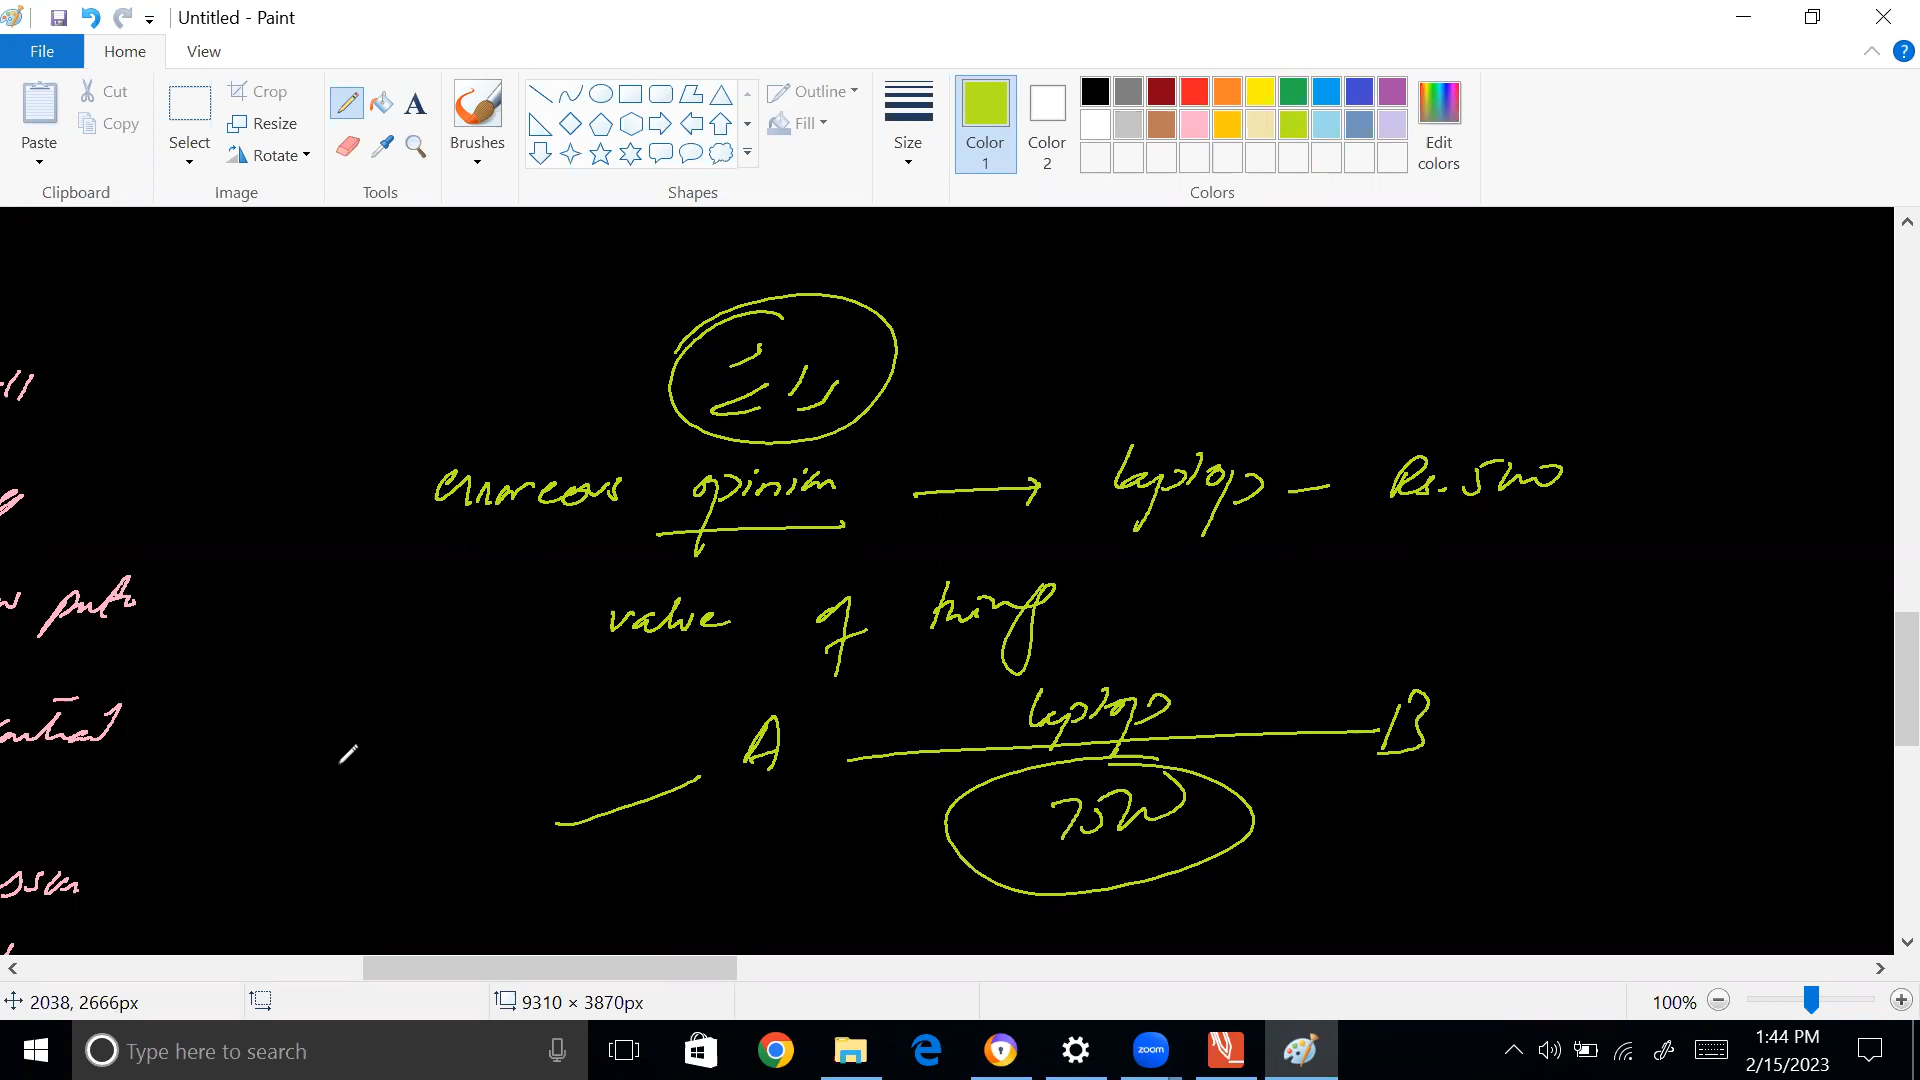 Untitled - Paint
File Home View
Paste Cut Copy Select Crop Resize Rotate Brushes Outline Fill Size Color 1 Color 2 Edit colors
Clipboard Image Tools Shapes Colors
opinion laptop - Rs. 500
value of thing
laptop
A B
2038, 2666px 9310 × 3870px 100%
Type here to search zoom 1:44 PM
2/15/2023